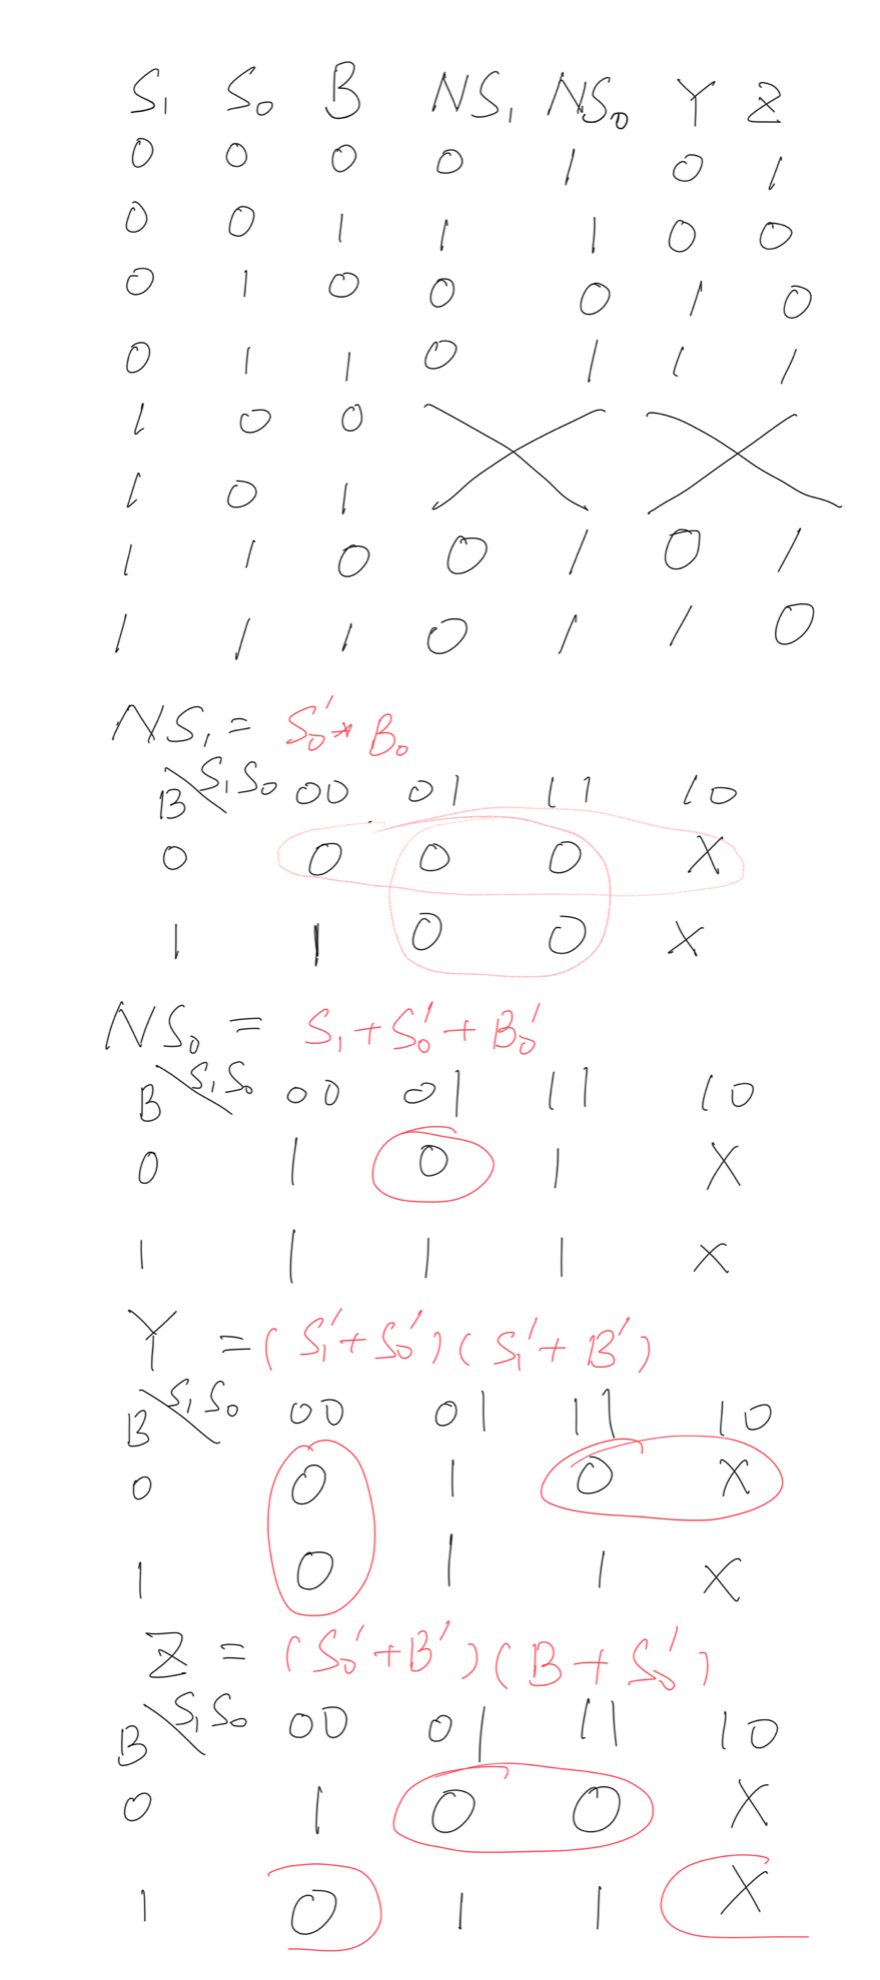 S₁ S₀ B NS₁ NS₀ Y Z
0 0 0 0 1 0 1
0 0 1 1 1 0 0
0 1 0 0 0 1 0
0 1 1 0 1 1 1
1 0 0
1 0 1
1 1 0 0 1 0 1
1 1 1 0 1 1 0
NS₁ = S₀' * B₀
B \ S₁S₀ 00 01 11 10
0 0 0 0 X
1 1 0 0 X
NS₀ = S₁ + S₀' + B₀'
B \ S₁S₀ 00 01 11 10
0 1 0 1 X
1 1 1 1 X
Y = (S₁' + S₀') (S₁' + B')
B \ S₁S₀ 00 01 11 10
0 0 1 0 X
1 0 1 1 X
Z = (S₀' + B') (B + S₀')
B \ S₁S₀ 00 01 11 10
0 1 0 0 X
1 0 1 1 X